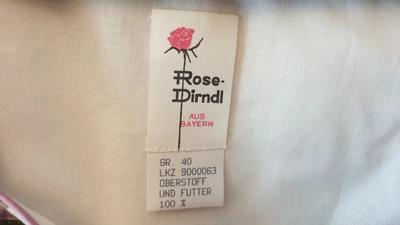 Rose-
Dirndl
AUS
BAYERN
GR. 40
LKZ 9000063
OBERSTOFF
UND FUTTER
100 %